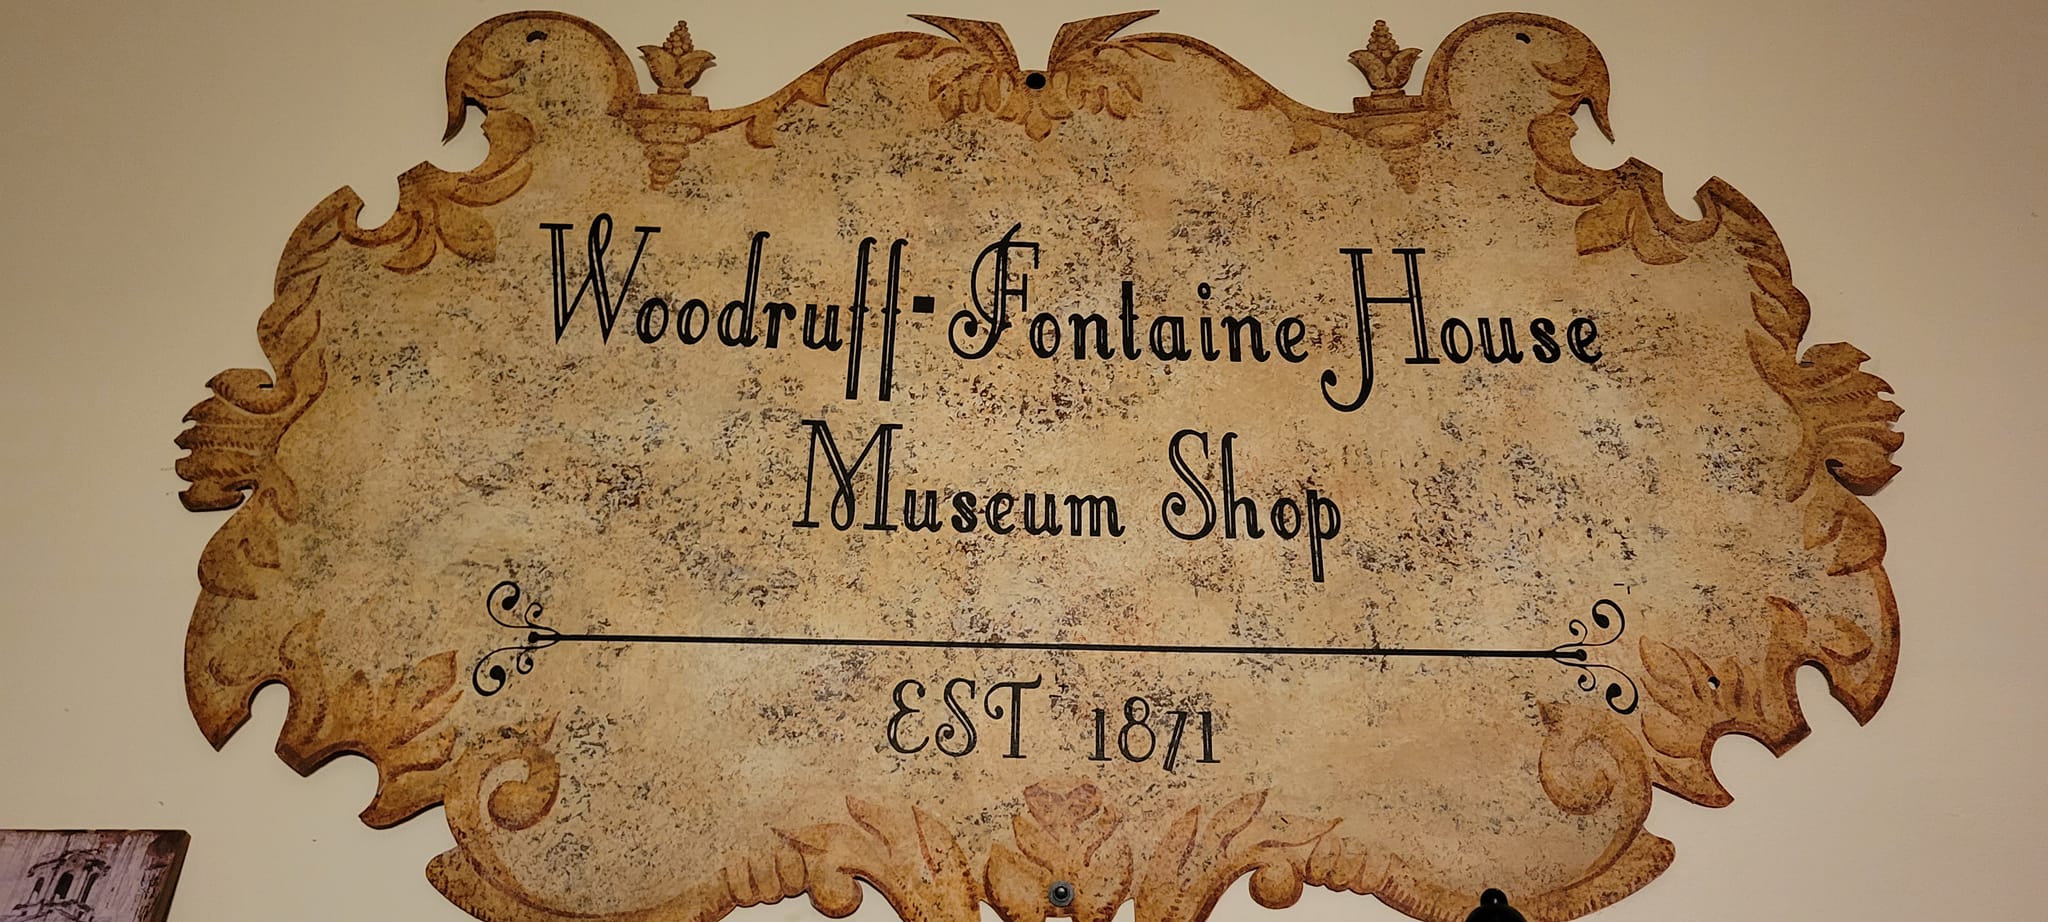 Woodruff-Fontaine House
Museum Shop
EST 1871